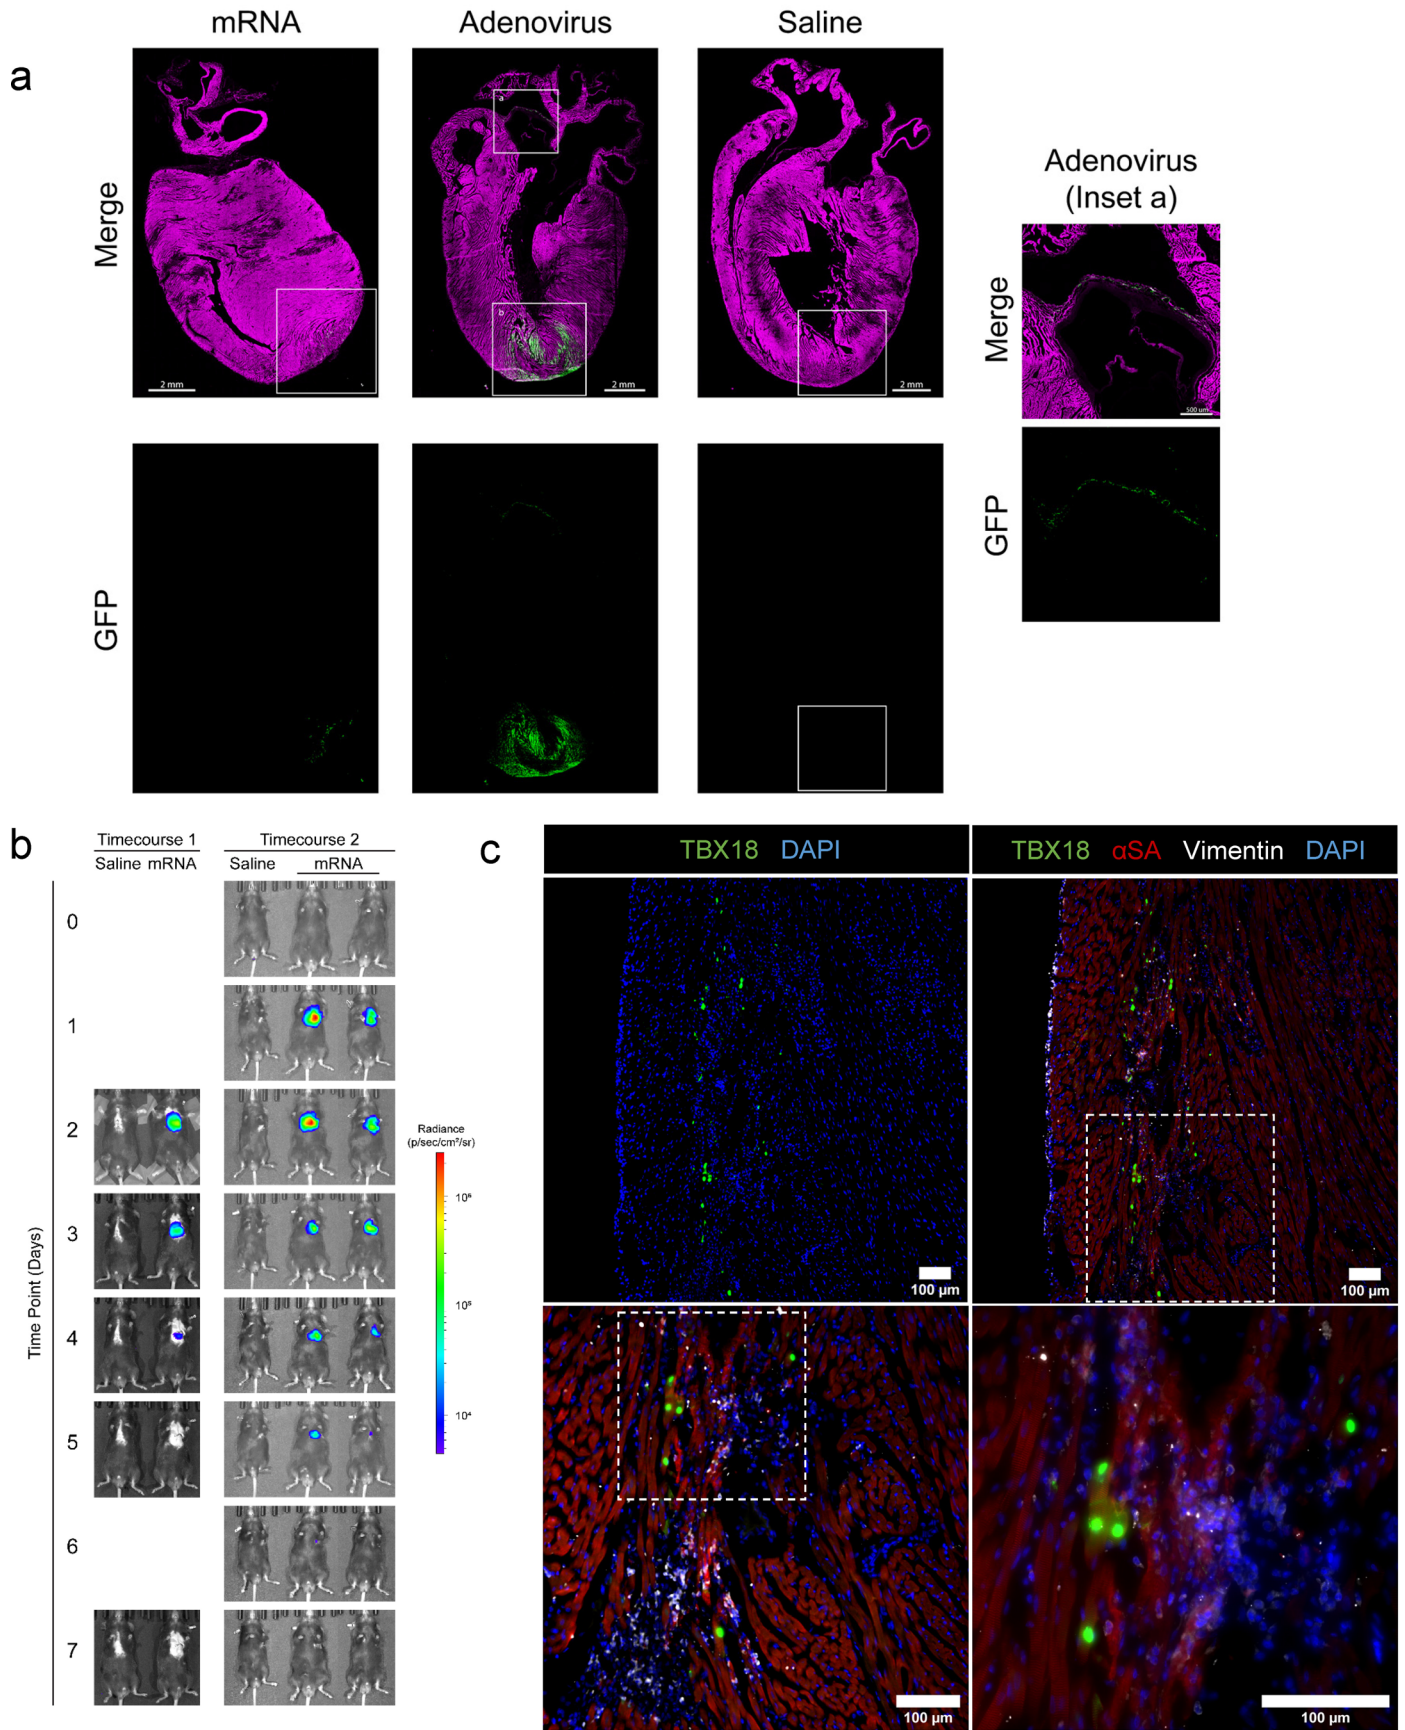 a
mRNA
Adenovirus
Saline
Merge
a
b
2 mm
2 mm
2 mm
Adenovirus
(Inset a)
Merge
500 um
GFP
GFP
b
Timecourse 1
Timecourse 2
Saline mRNA
Saline
mRNA
Time Point (Days)
0
1
2
3
4
5
6
7
Radiance
(p/sec/cm²/sr)
10⁶
10⁵
10⁴
c
TBX18 DAPI
TBX18 αSA Vimentin DAPI
100 µm
100 µm
100 µm
100 µm